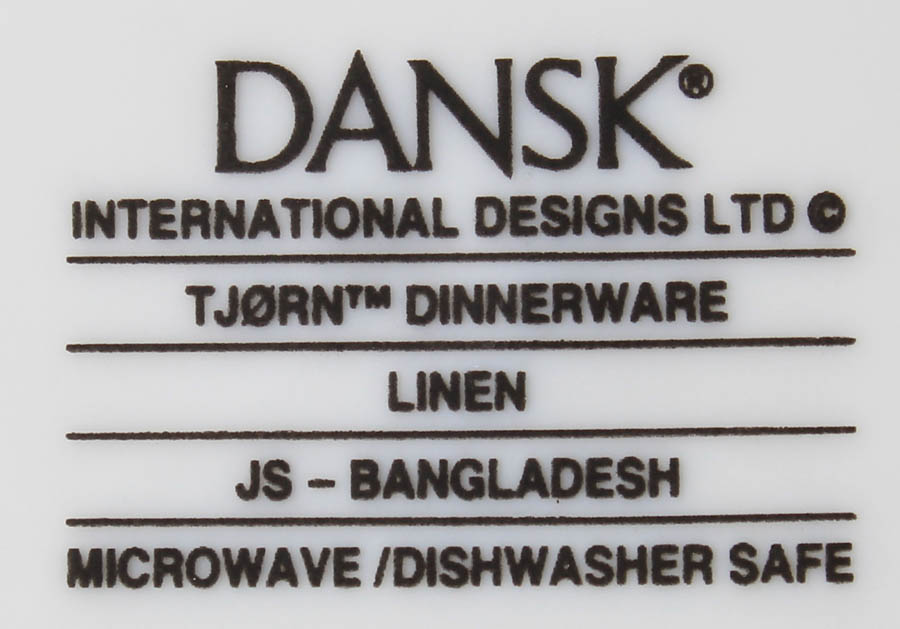 DANSK®
INTERNATIONAL DESIGNS LTD ©
TJØRN™ DINNERWARE
LINEN
JS – BANGLADESH
MICROWAVE /DISHWASHER SAFE